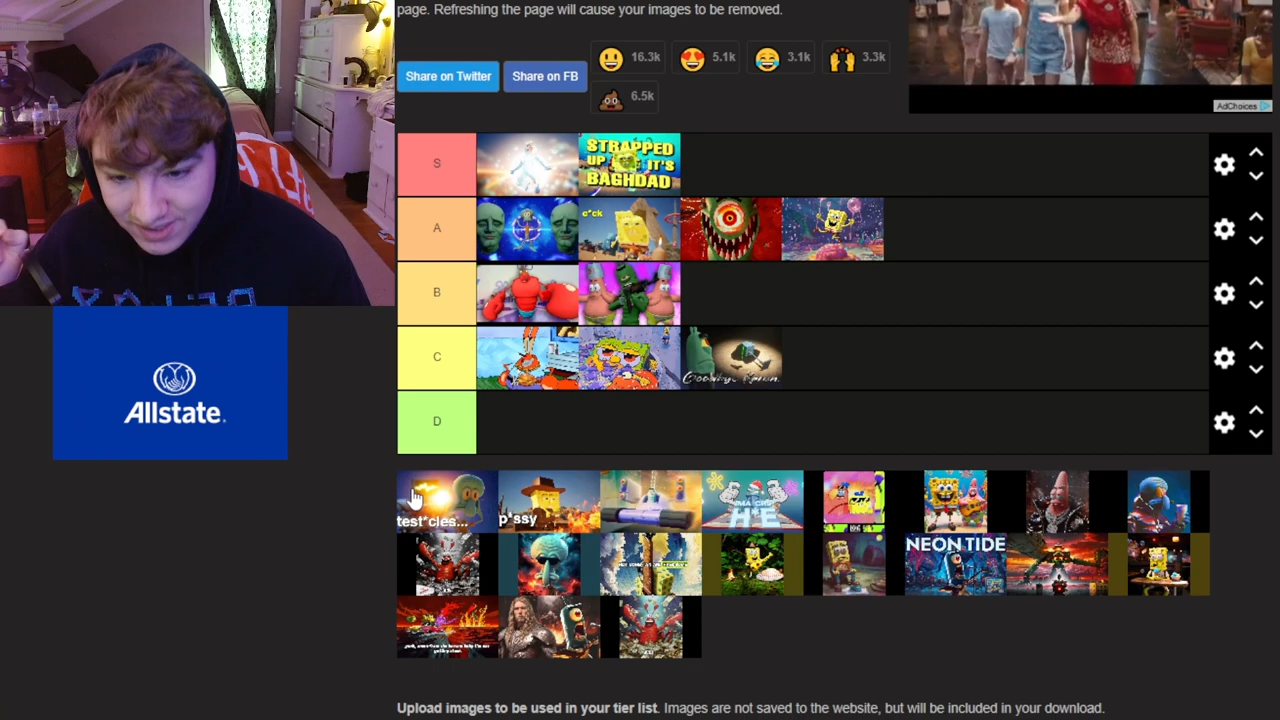 page. Refreshing the page will cause your images to be removed.
Share on Twitter
Share on FB
16.3k
5.1k
3.1k
3.3k
6.5k
AdChoices
S
STRAPPED
UP IT'S
BAGHDAD
A
c*ck
B
C
Goodbye
D
Allstate
test*cles...
p*ssy
NEON TIDE
Upload images to be used in your tier list. Images are not saved to the website, but will be included in your download.